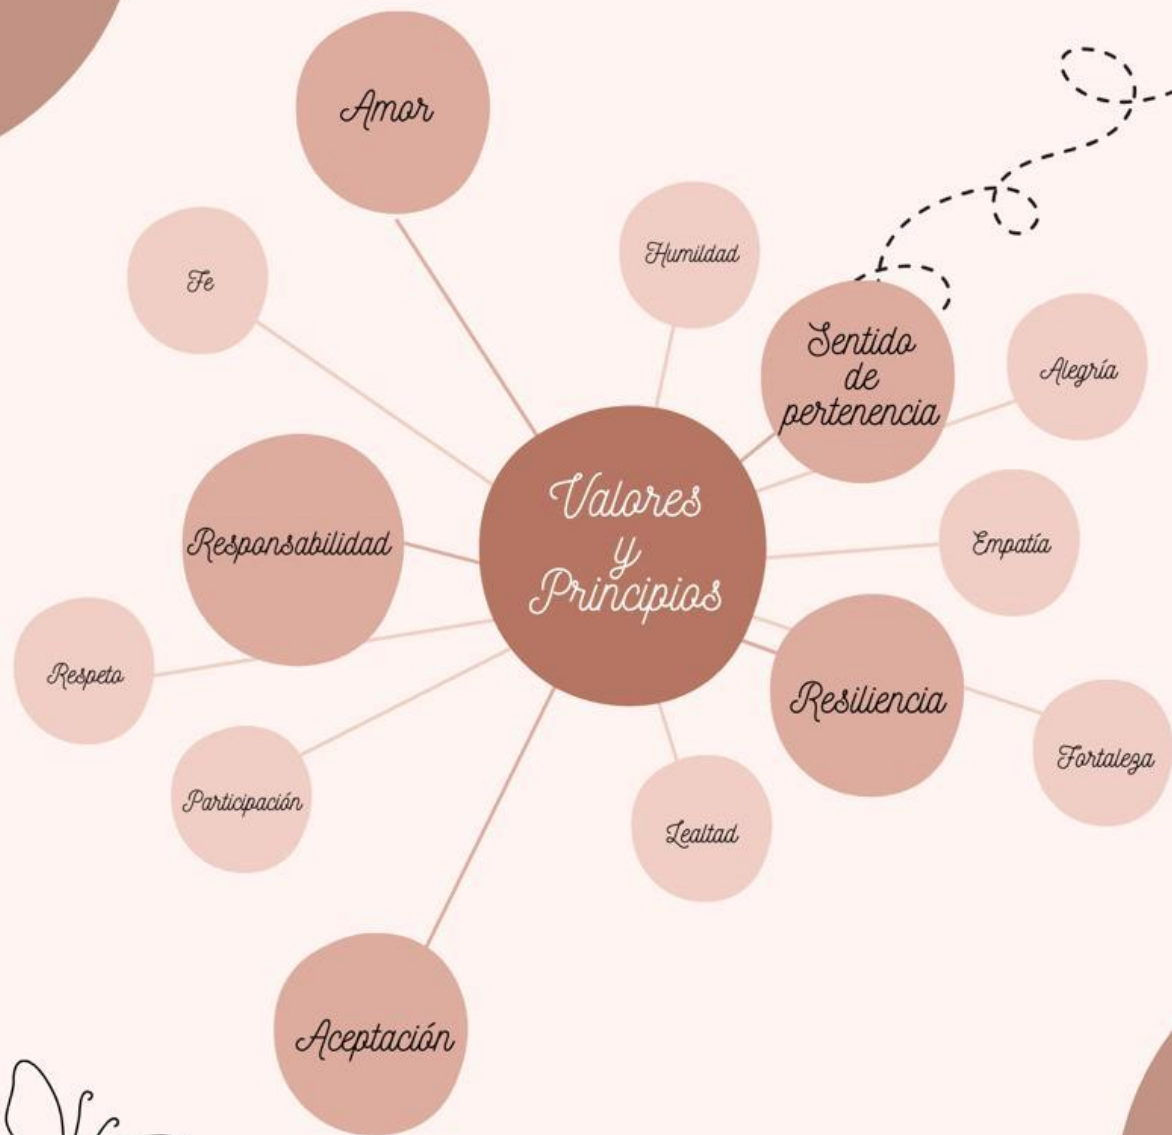 Amor
Humildad
Fe
Sentido
de
pertenencia
Alegría
Valores
y
Principios
Responsabilidad
Empatía
Respeto
Resiliencia
Participación
Fortaleza
Lealtad
Aceptación